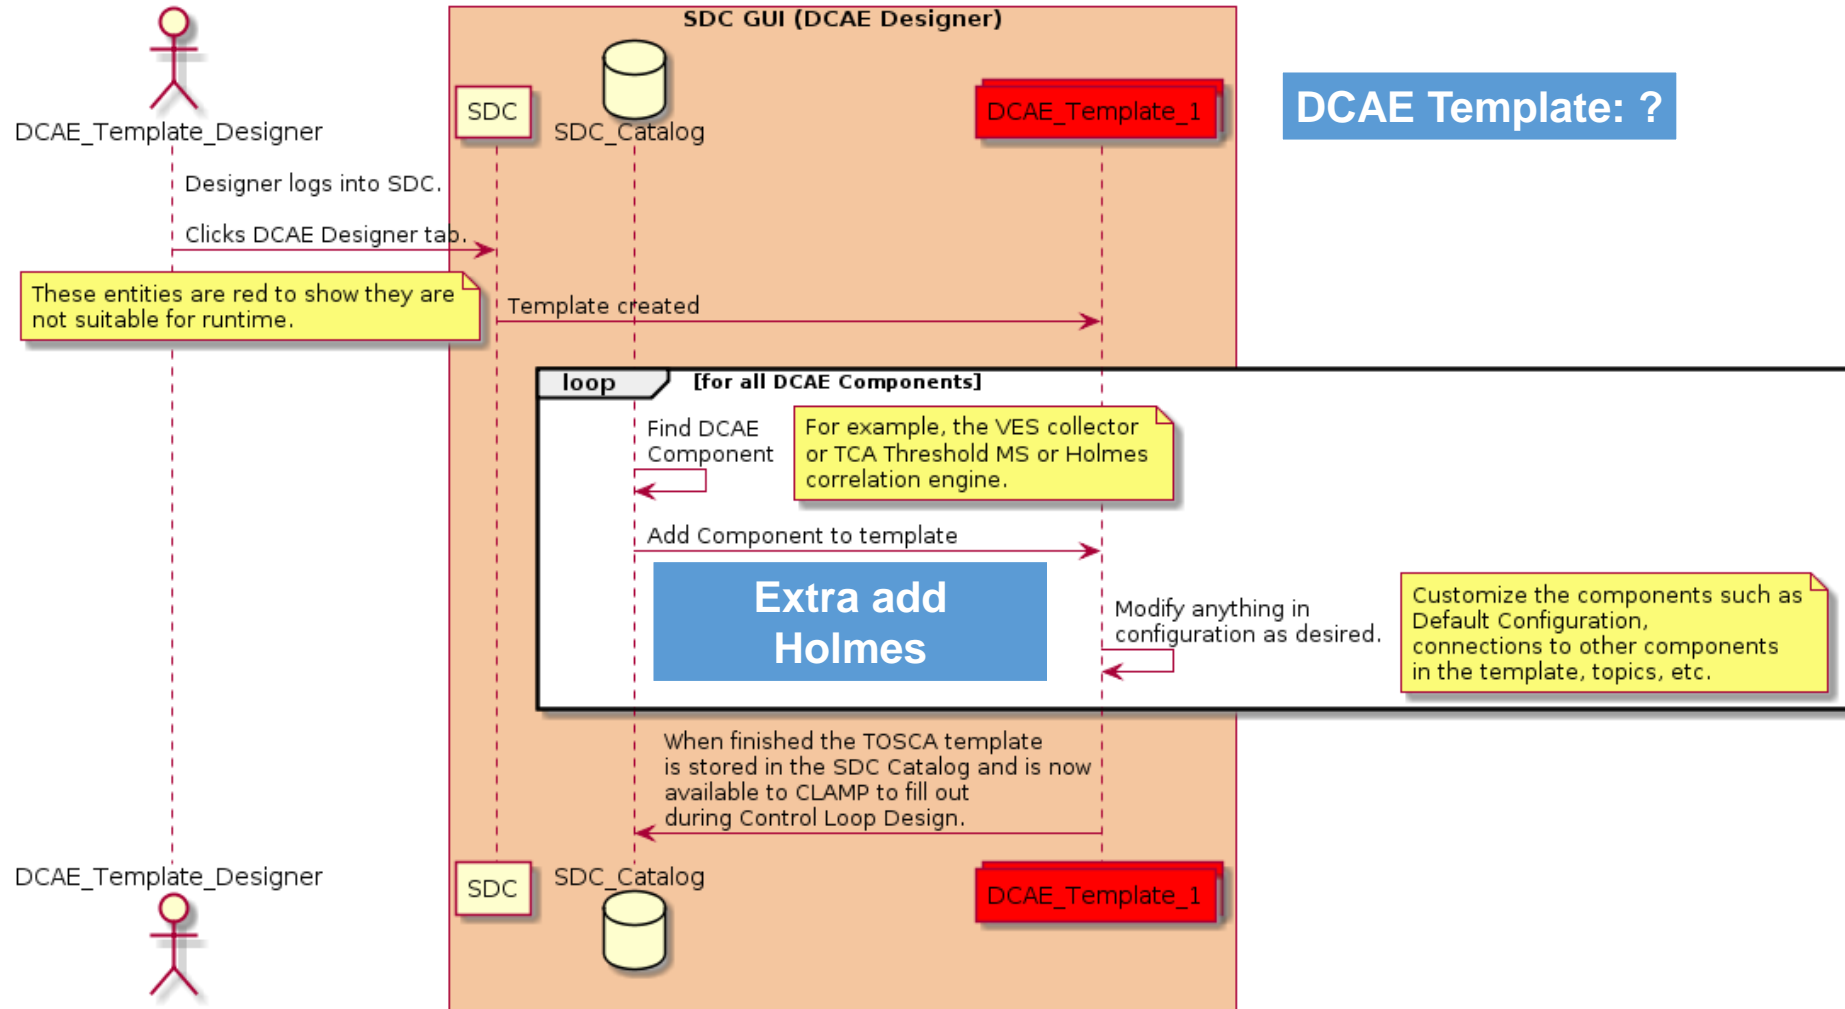 SDC GUI (DCAE Designer)
DCAE_Template_Designer
SDC
SDC_Catalog
DCAE_Template_1
DCAE Template: ?
Designer logs into SDC.
Clicks DCAE Designer tab.
These entities are red to show they are
not suitable for runtime.
Template created
loop
[for all DCAE Components]
Find DCAE
Component
For example, the VES collector
or TCA Threshold MS or Holmes
correlation engine.
Add Component to template
Extra add
Holmes
Modify anything in
configuration as desired.
Customize the components such as
Default Configuration,
connections to other components
in the template, topics, etc.
When finished the TOSCA template
is stored in the SDC Catalog and is now
available to CLAMP to fill out
during Control Loop Design.
DCAE_Template_Designer
SDC
SDC_Catalog
DCAE_Template_1